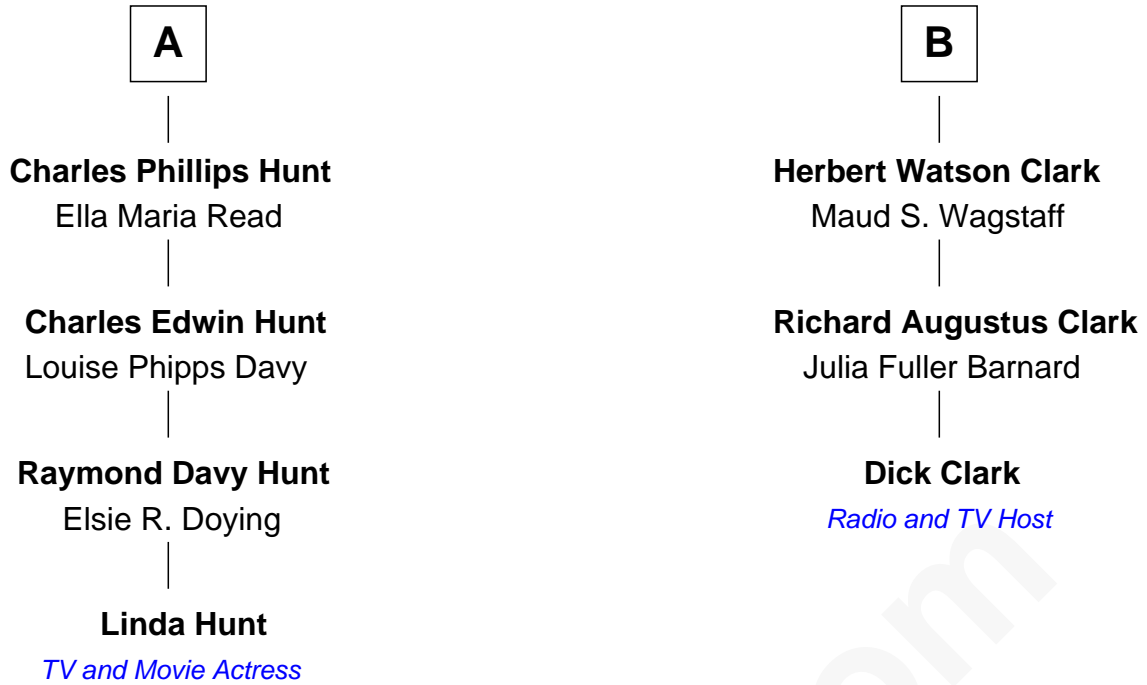 A
Charles Phillips Hunt
Ella Maria Read
Charles Edwin Hunt
Louise Phipps Davy
Raymond Davy Hunt
Elsie R. Doying
Linda Hunt
TV and Movie Actress
B
Herbert Watson Clark
Maud S. Wagstaff
Richard Augustus Clark
Julia Fuller Barnard
Dick Clark
Radio and TV Host
om